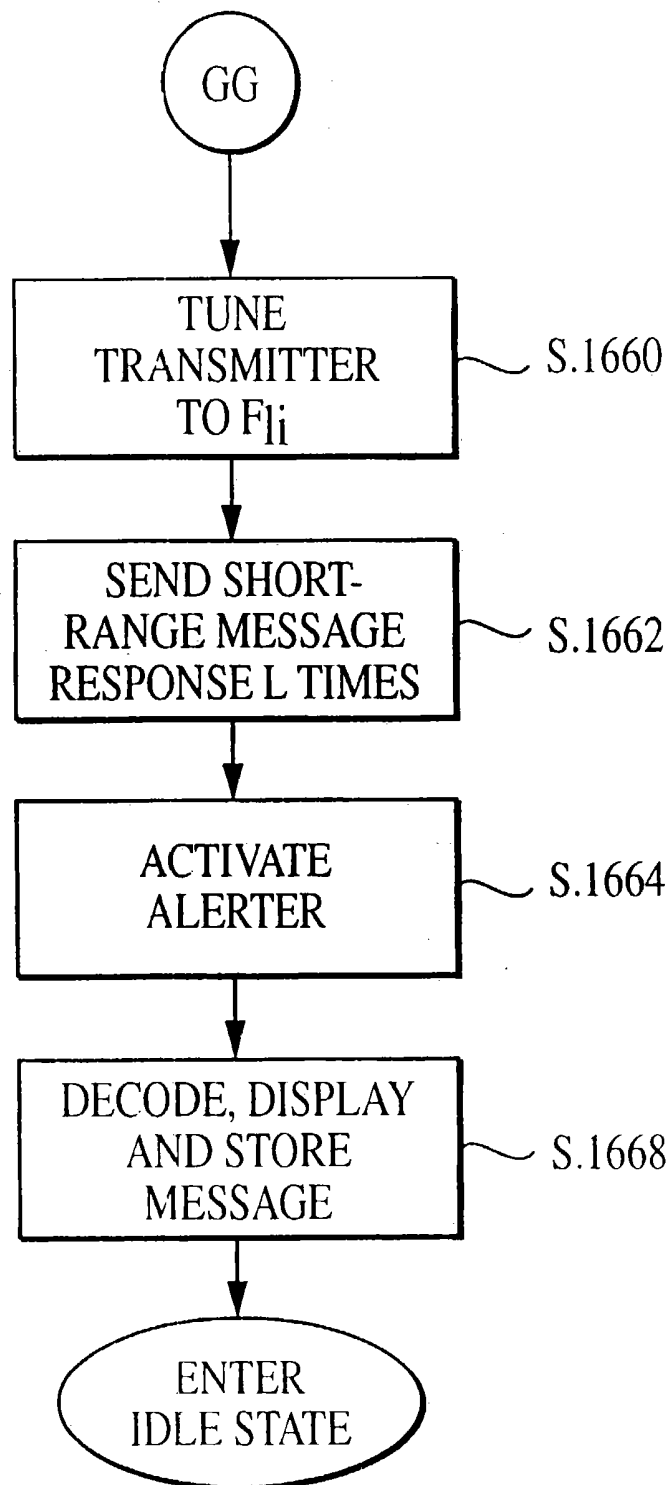 GG
TUNE
TRANSMITTER
TO Fli
S.1660
SEND SHORT-
RANGE MESSAGE
RESPONSE L TIMES
S.1662
ACTIVATE
ALERTER
S.1664
DECODE, DISPLAY
AND STORE
MESSAGE
S.1668
ENTER
IDLE STATE